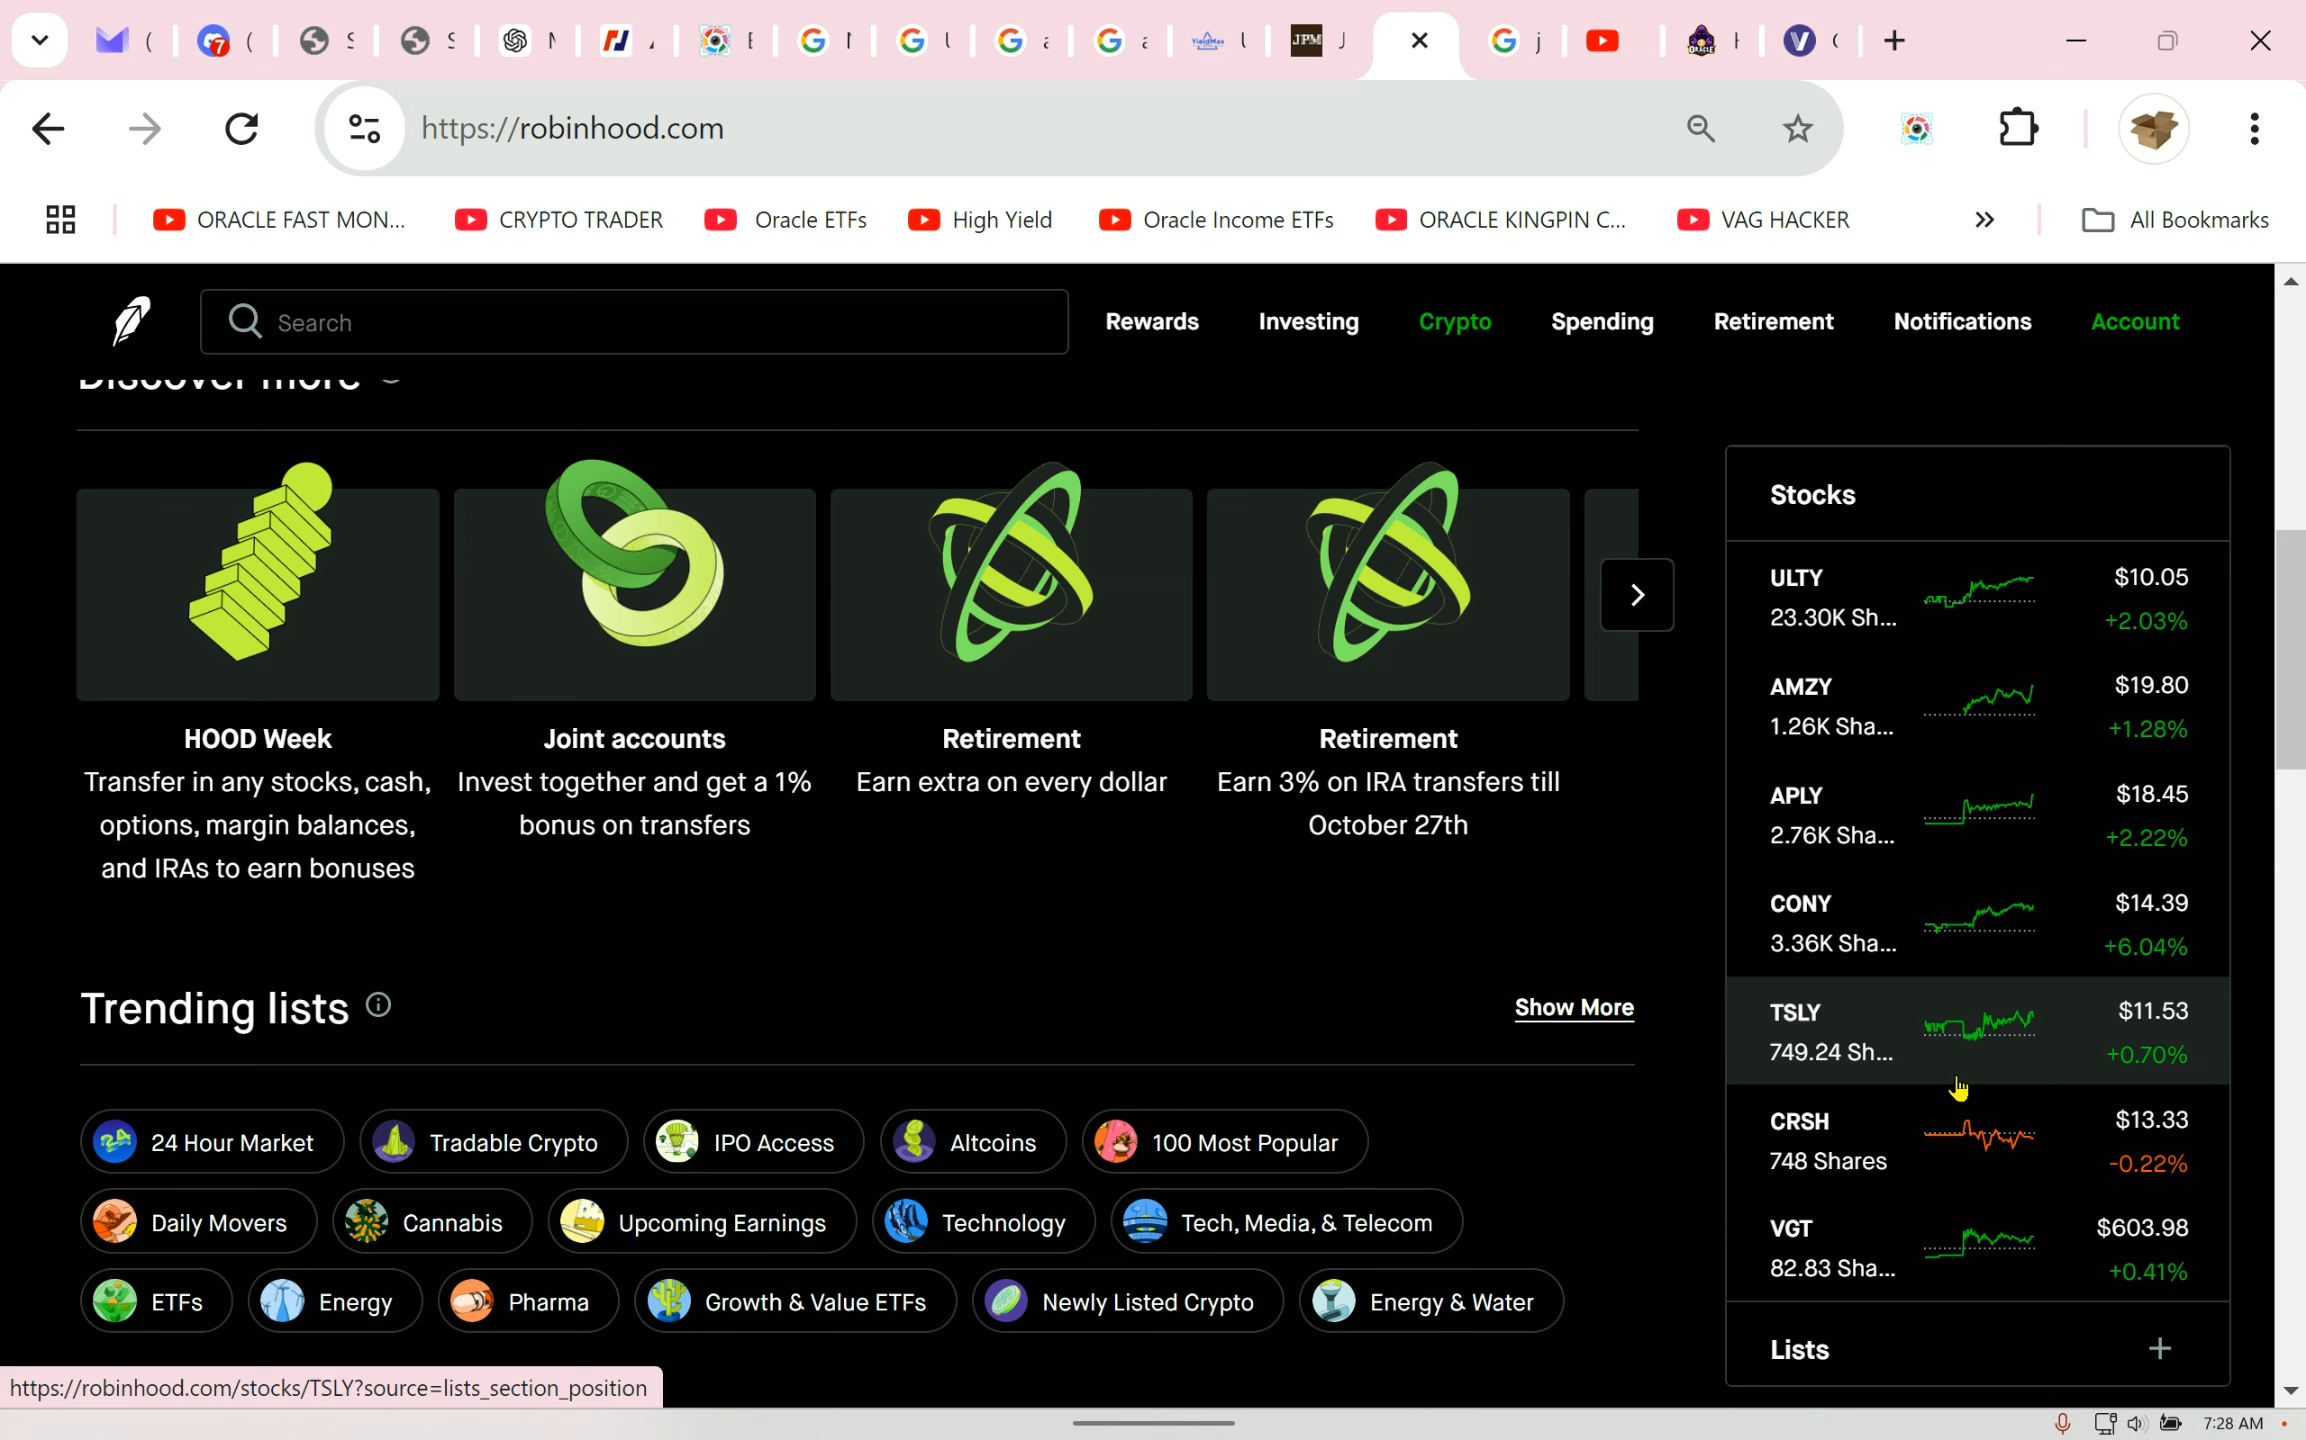 7
JPM
J
j
https://robinhood.com
ORACLE FAST MON...
CRYPTO TRADER
Oracle ETFs
High Yield
Oracle Income ETFs
ORACLE KINGPIN C...
VAG HACKER
All Bookmarks
Search
Rewards
Investing
Crypto
Spending
Retirement
Notifications
Account
Discover more
HOOD Week
Transfer in any stocks, cash,
options, margin balances,
and IRAs to earn bonuses
Joint accounts
Invest together and get a 1%
bonus on transfers
Retirement
Earn extra on every dollar
Retirement
Earn 3% on IRA transfers till
October 27th
Trending lists
Show More
24 Hour Market
Tradable Crypto
IPO Access
Altcoins
100 Most Popular
Daily Movers
Cannabis
Upcoming Earnings
Technology
Tech, Media, & Telecom
ETFs
Energy
Pharma
Growth & Value ETFs
Newly Listed Crypto
Energy & Water
Stocks
ULTY $10.05
23.30K Sh... +2.03%
AMZY $19.80
1.26K Sha... +1.28%
APLY $18.45
2.76K Sha... +2.22%
CONY $14.39
3.36K Sha... +6.04%
TSLY $11.53
749.24 Sh... +0.70%
CRSH $13.33
748 Shares -0.22%
VGT $603.98
82.83 Sha... +0.41%
Lists
https://robinhood.com/stocks/TSLY?source=lists_section_position
7:28 AM